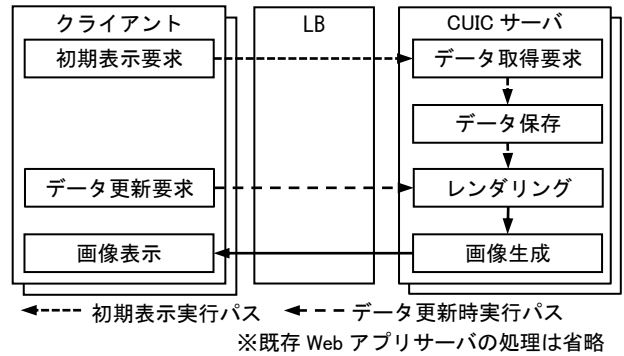 クライアント
LB
CUIC サーバ
初期表示要求
データ取得要求
データ保存
データ更新要求
レンダリング
画像表示
画像生成
初期表示実行パス
データ更新時実行パス
※既存 Web アプリサーバの処理は省略